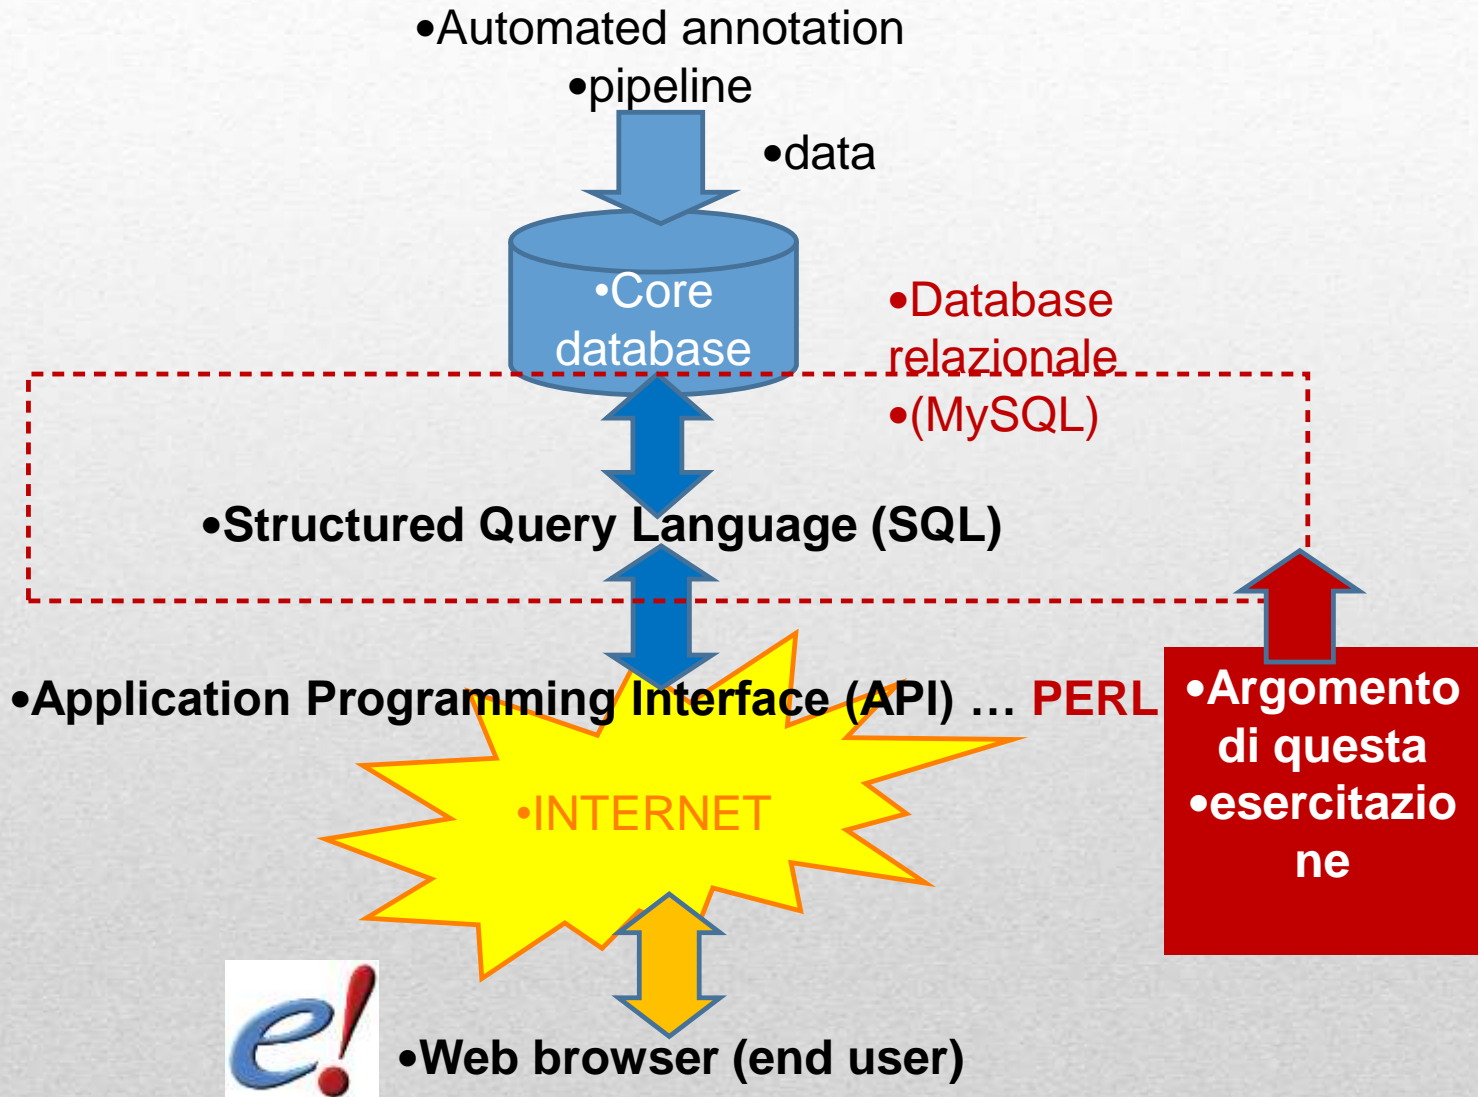 •Automated annotation
•pipeline
•data
•Core
database
•Database
relazionale
•(MySQL)
•Structured Query Language (SQL)
•Application Programming Interface (API) … PERL
•Argomento
di questa
•esercitazio
ne
•INTERNET
e!
•Web browser (end user)